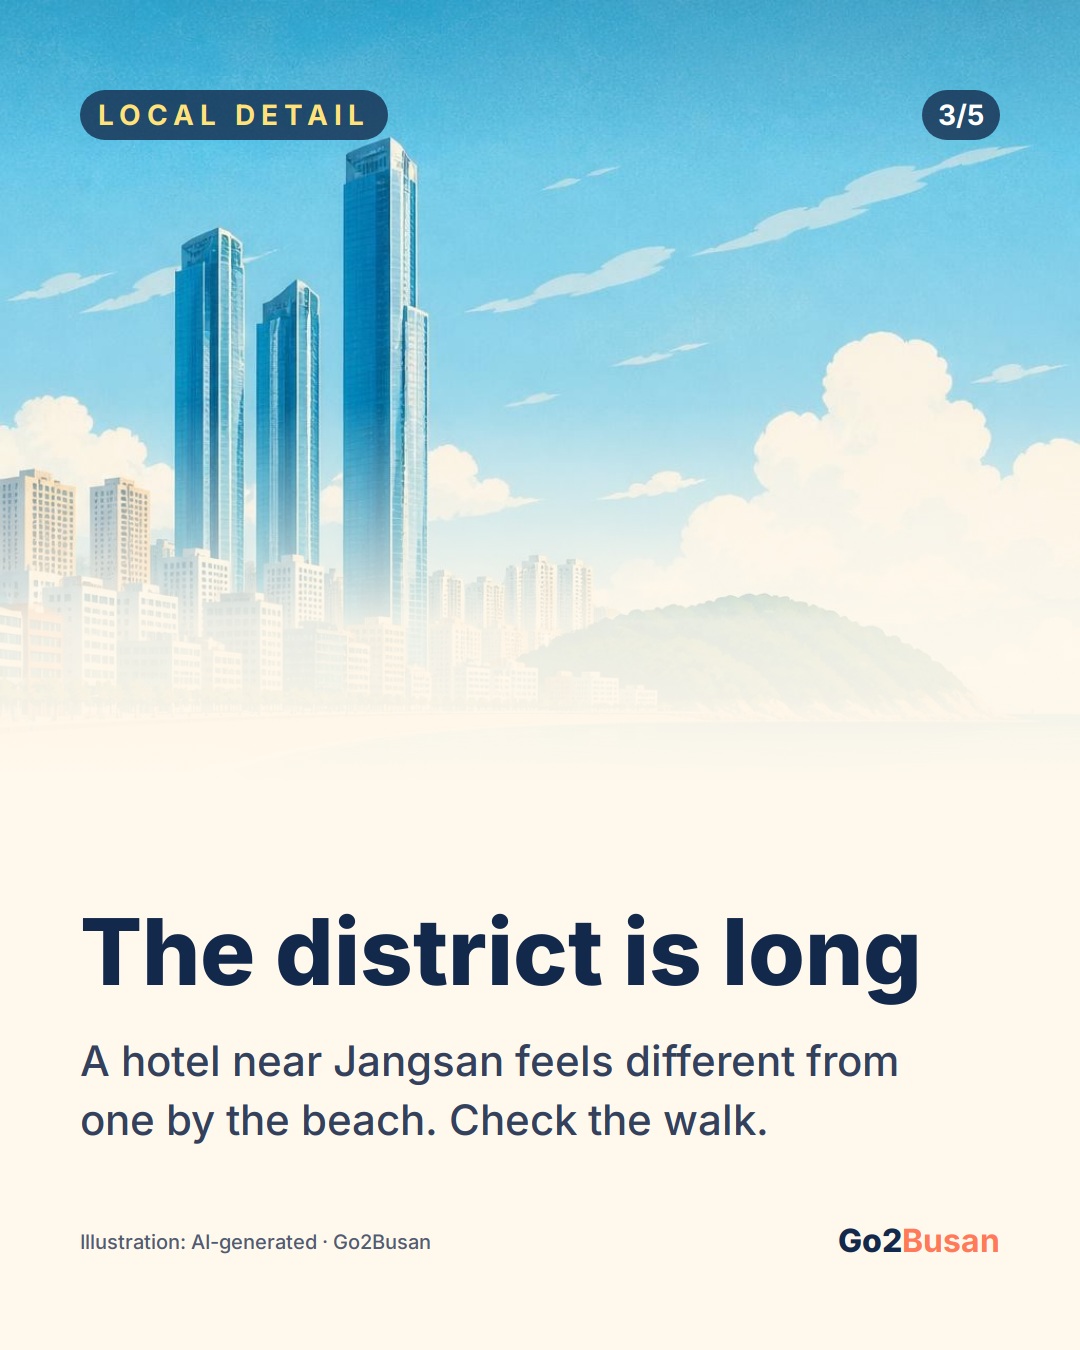 LOCAL DETAIL
3/5
The district is long
A hotel near Jangsan feels different from
one by the beach. Check the walk.
Illustration: AI-generated · Go2Busan
Go2Busan